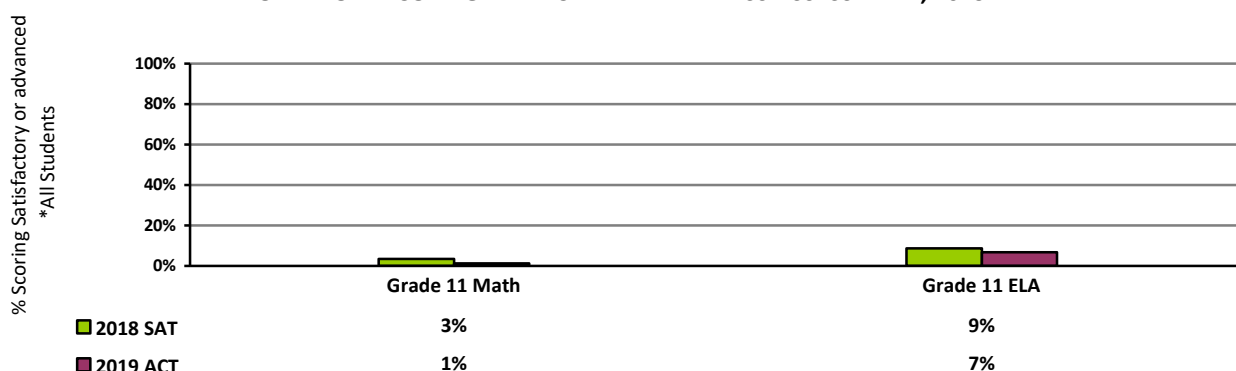 % Scoring Satisfactory or advanced
*All Students
100%
80%
60%
40%
20%
0%
Grade 11 Math Grade 11 ELA
2018 SAT 3% 9%
2019 ACT 1% 7%